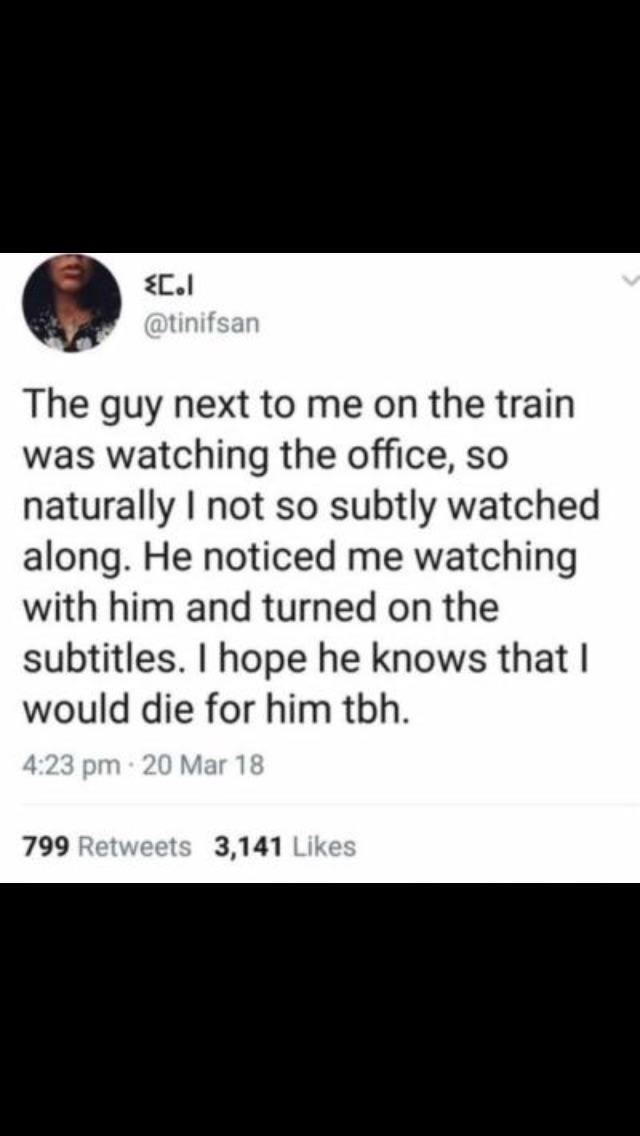 ⵉⵎⴰⵏ
@tinifsan
The guy next to me on the train
was watching the office, so
naturally I not so subtly watched
along. He noticed me watching
with him and turned on the
subtitles. I hope he knows that I
would die for him tbh.
4:23 pm · 20 Mar 18
799 Retweets 3,141 Likes